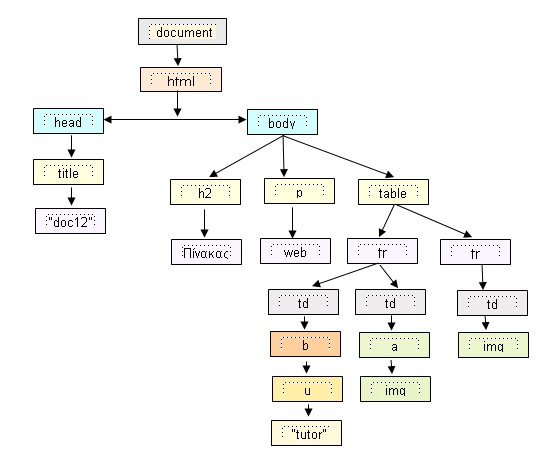 document
html
head
body
title
h2
p
table
"doc12"
Πίνακας
web
tr
tr
td
td
td
b
a
img
u
img
"tutor"